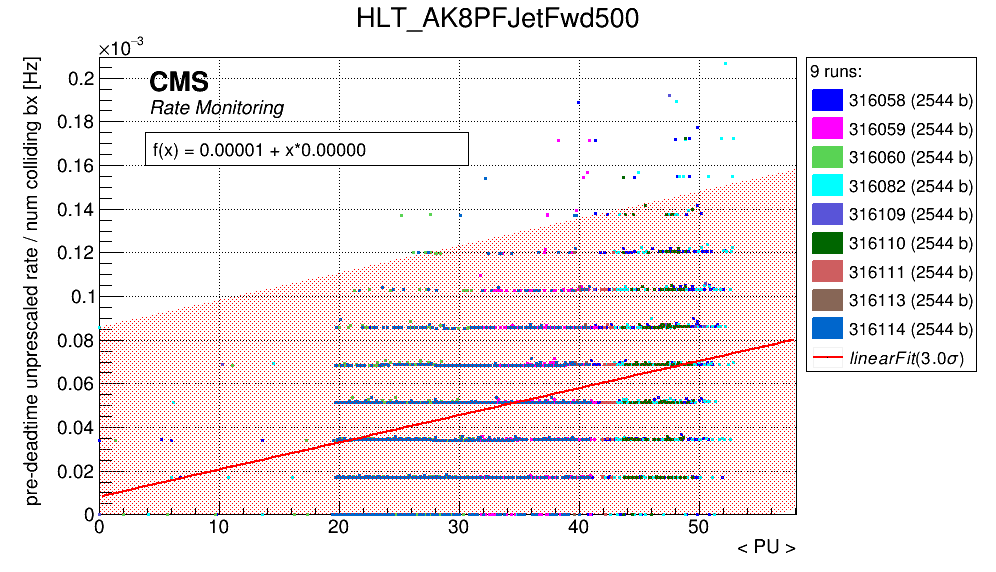 HLT_AK8PFJetFwd500
×10⁻³
pre-deadtime unprescaled rate / num colliding bx [Hz]
0.2
0.18
0.16
0.14
0.12
0.1
0.08
0.06
0.04
0.02
0
CMS
Rate Monitoring
f(x) = 0.00001 + x*0.00000
0 10 20 30 40 50
< PU >
9 runs:
316058 (2544 b)
316059 (2544 b)
316060 (2544 b)
316082 (2544 b)
316109 (2544 b)
316110 (2544 b)
316111 (2544 b)
316113 (2544 b)
316114 (2544 b)
linearFit(3.0σ)